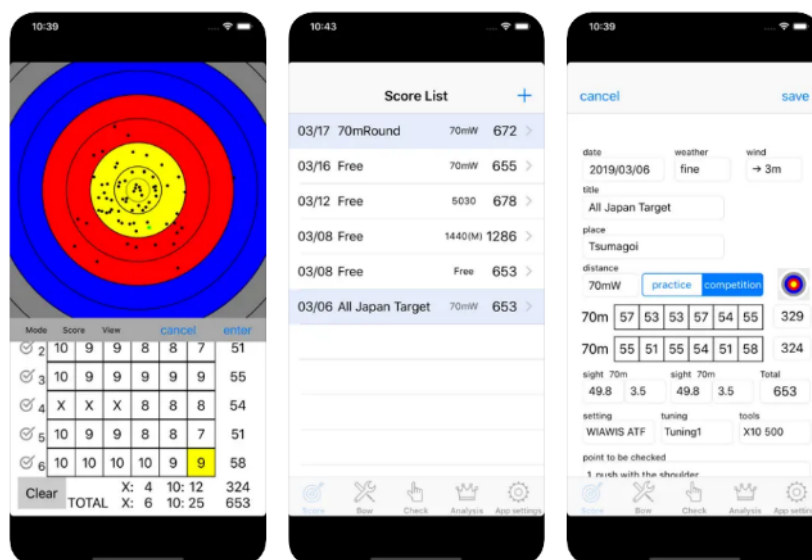 10:39
Mode Score View cancel enter
2 10 9 9 8 8 7 51
3 10 9 9 9 9 9 55
4 X X X 8 8 8 54
5 10 9 9 8 8 7 51
6 10 10 10 10 9 9 58
Clear X: 4 10: 12 324
TOTAL X: 6 10: 25 653
10:43
Score List +
03/17 70mRound 70mW 672
03/16 Free 70mW 655
03/12 Free 5030 678
03/08 Free 1440(M) 1286
03/08 Free Free 653
03/06 All Japan Target 70mW 653
Score Bow Check Analysis App settings
10:39
cancel save
date weather wind
2019/03/06 fine → 3m
title
All Japan Target
place
Tsumagoi
distance
70mW practice competition
70m 57 53 53 57 54 55 329
70m 55 51 55 54 51 58 324
sight 70m sight 70m Total
49.8 3.5 49.8 3.5 653
setting tuning tools
WIAWIS ATF Tuning1 X10 500
point to be checked
1. push with the shoulder
Score Bow Check Analysis App settings